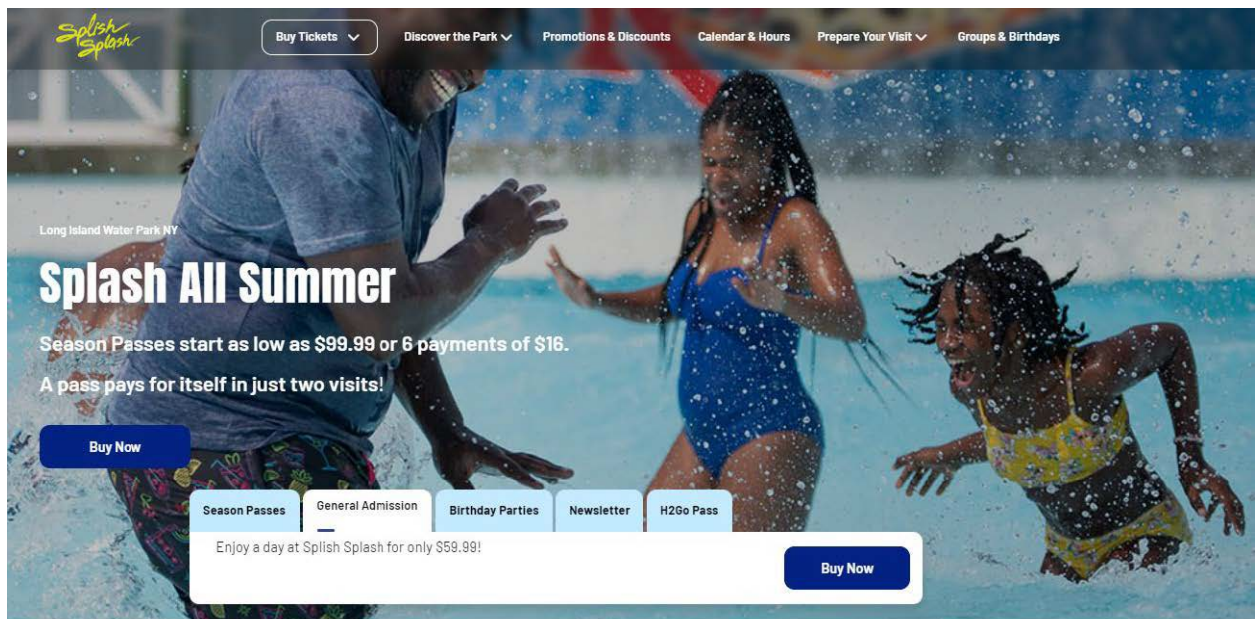 Splish
Splash
Buy Tickets
Discover the Park
Promotions & Discounts
Calendar & Hours
Prepare Your Visit
Groups & Birthdays
Long Island Water Park NY
Splash All Summer
Season Passes start as low as $99.99 or 6 payments of $16.
A pass pays for itself in just two visits!
Buy Now
Season Passes
General Admission
Birthday Parties
Newsletter
H2Go Pass
Enjoy a day at Splish Splash for only $59.99!
Buy Now